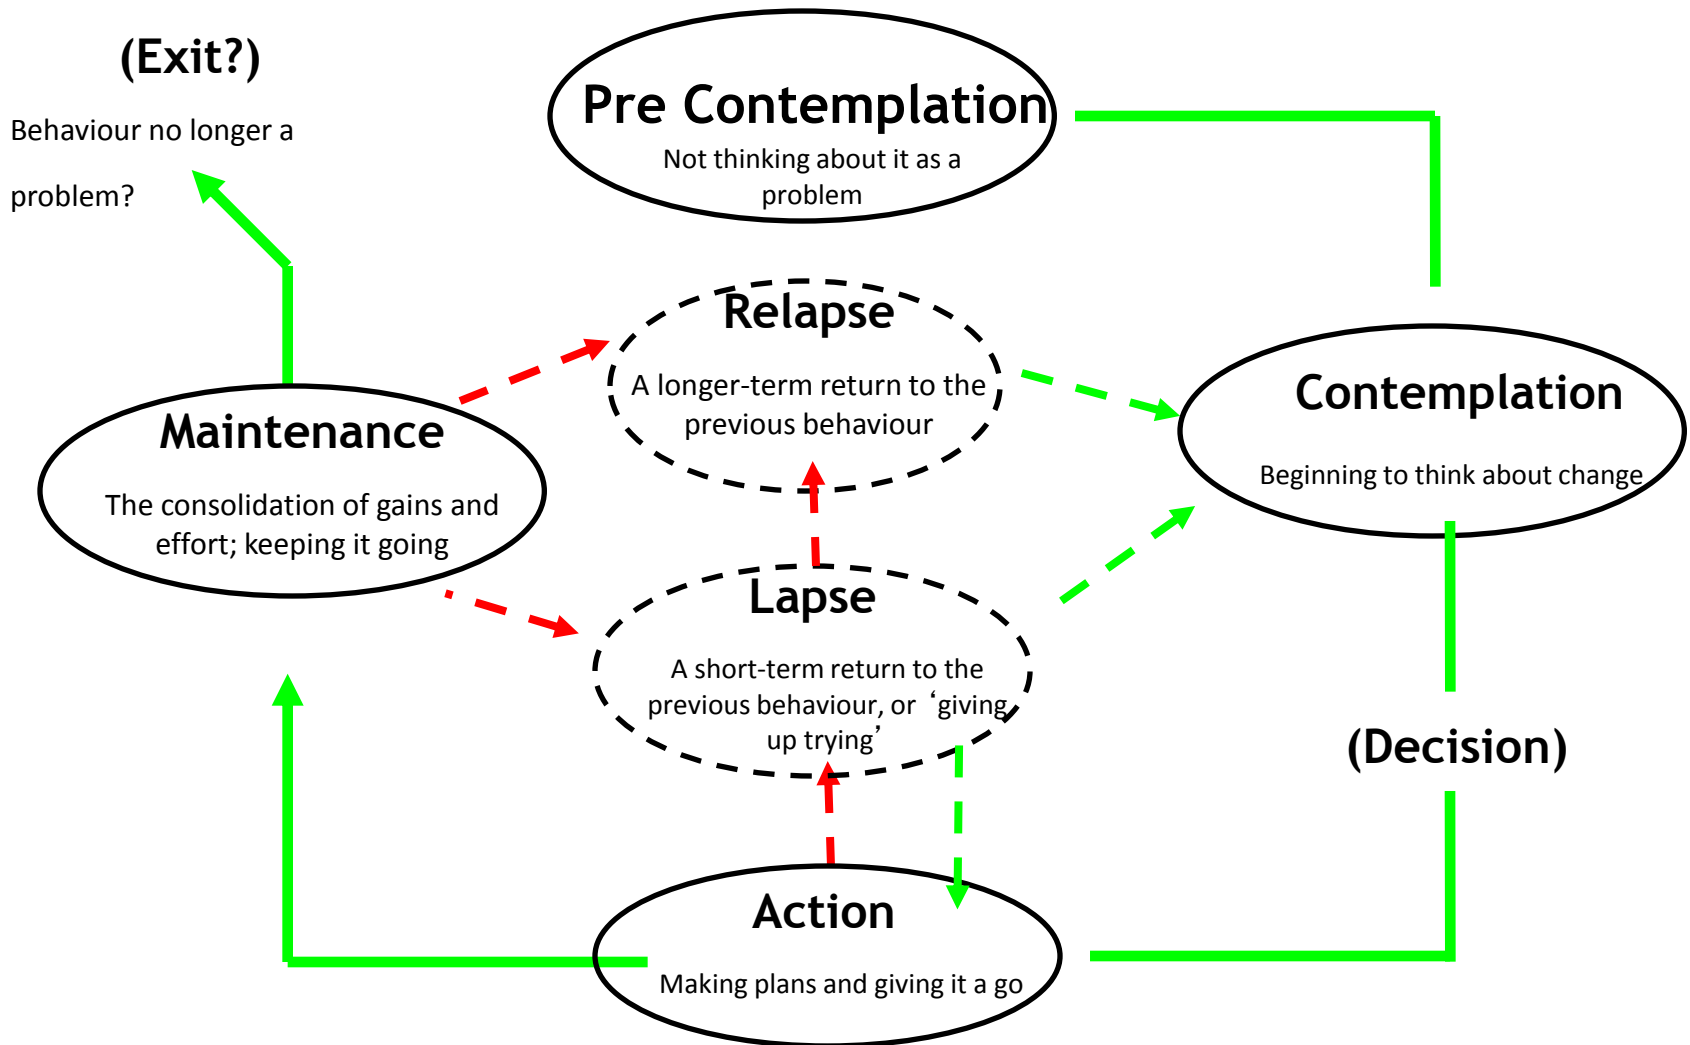 (Exit?)
Behaviour no longer a
problem?
Pre Contemplation
Not thinking about it as a
problem
Relapse
A longer-term return to the
previous behaviour
Contemplation
Beginning to think about change
Maintenance
The consolidation of gains and
effort; keeping it going
Lapse
A short-term return to the
previous behaviour, or ‘giving
up trying’
(Decision)
Action
Making plans and giving it a go